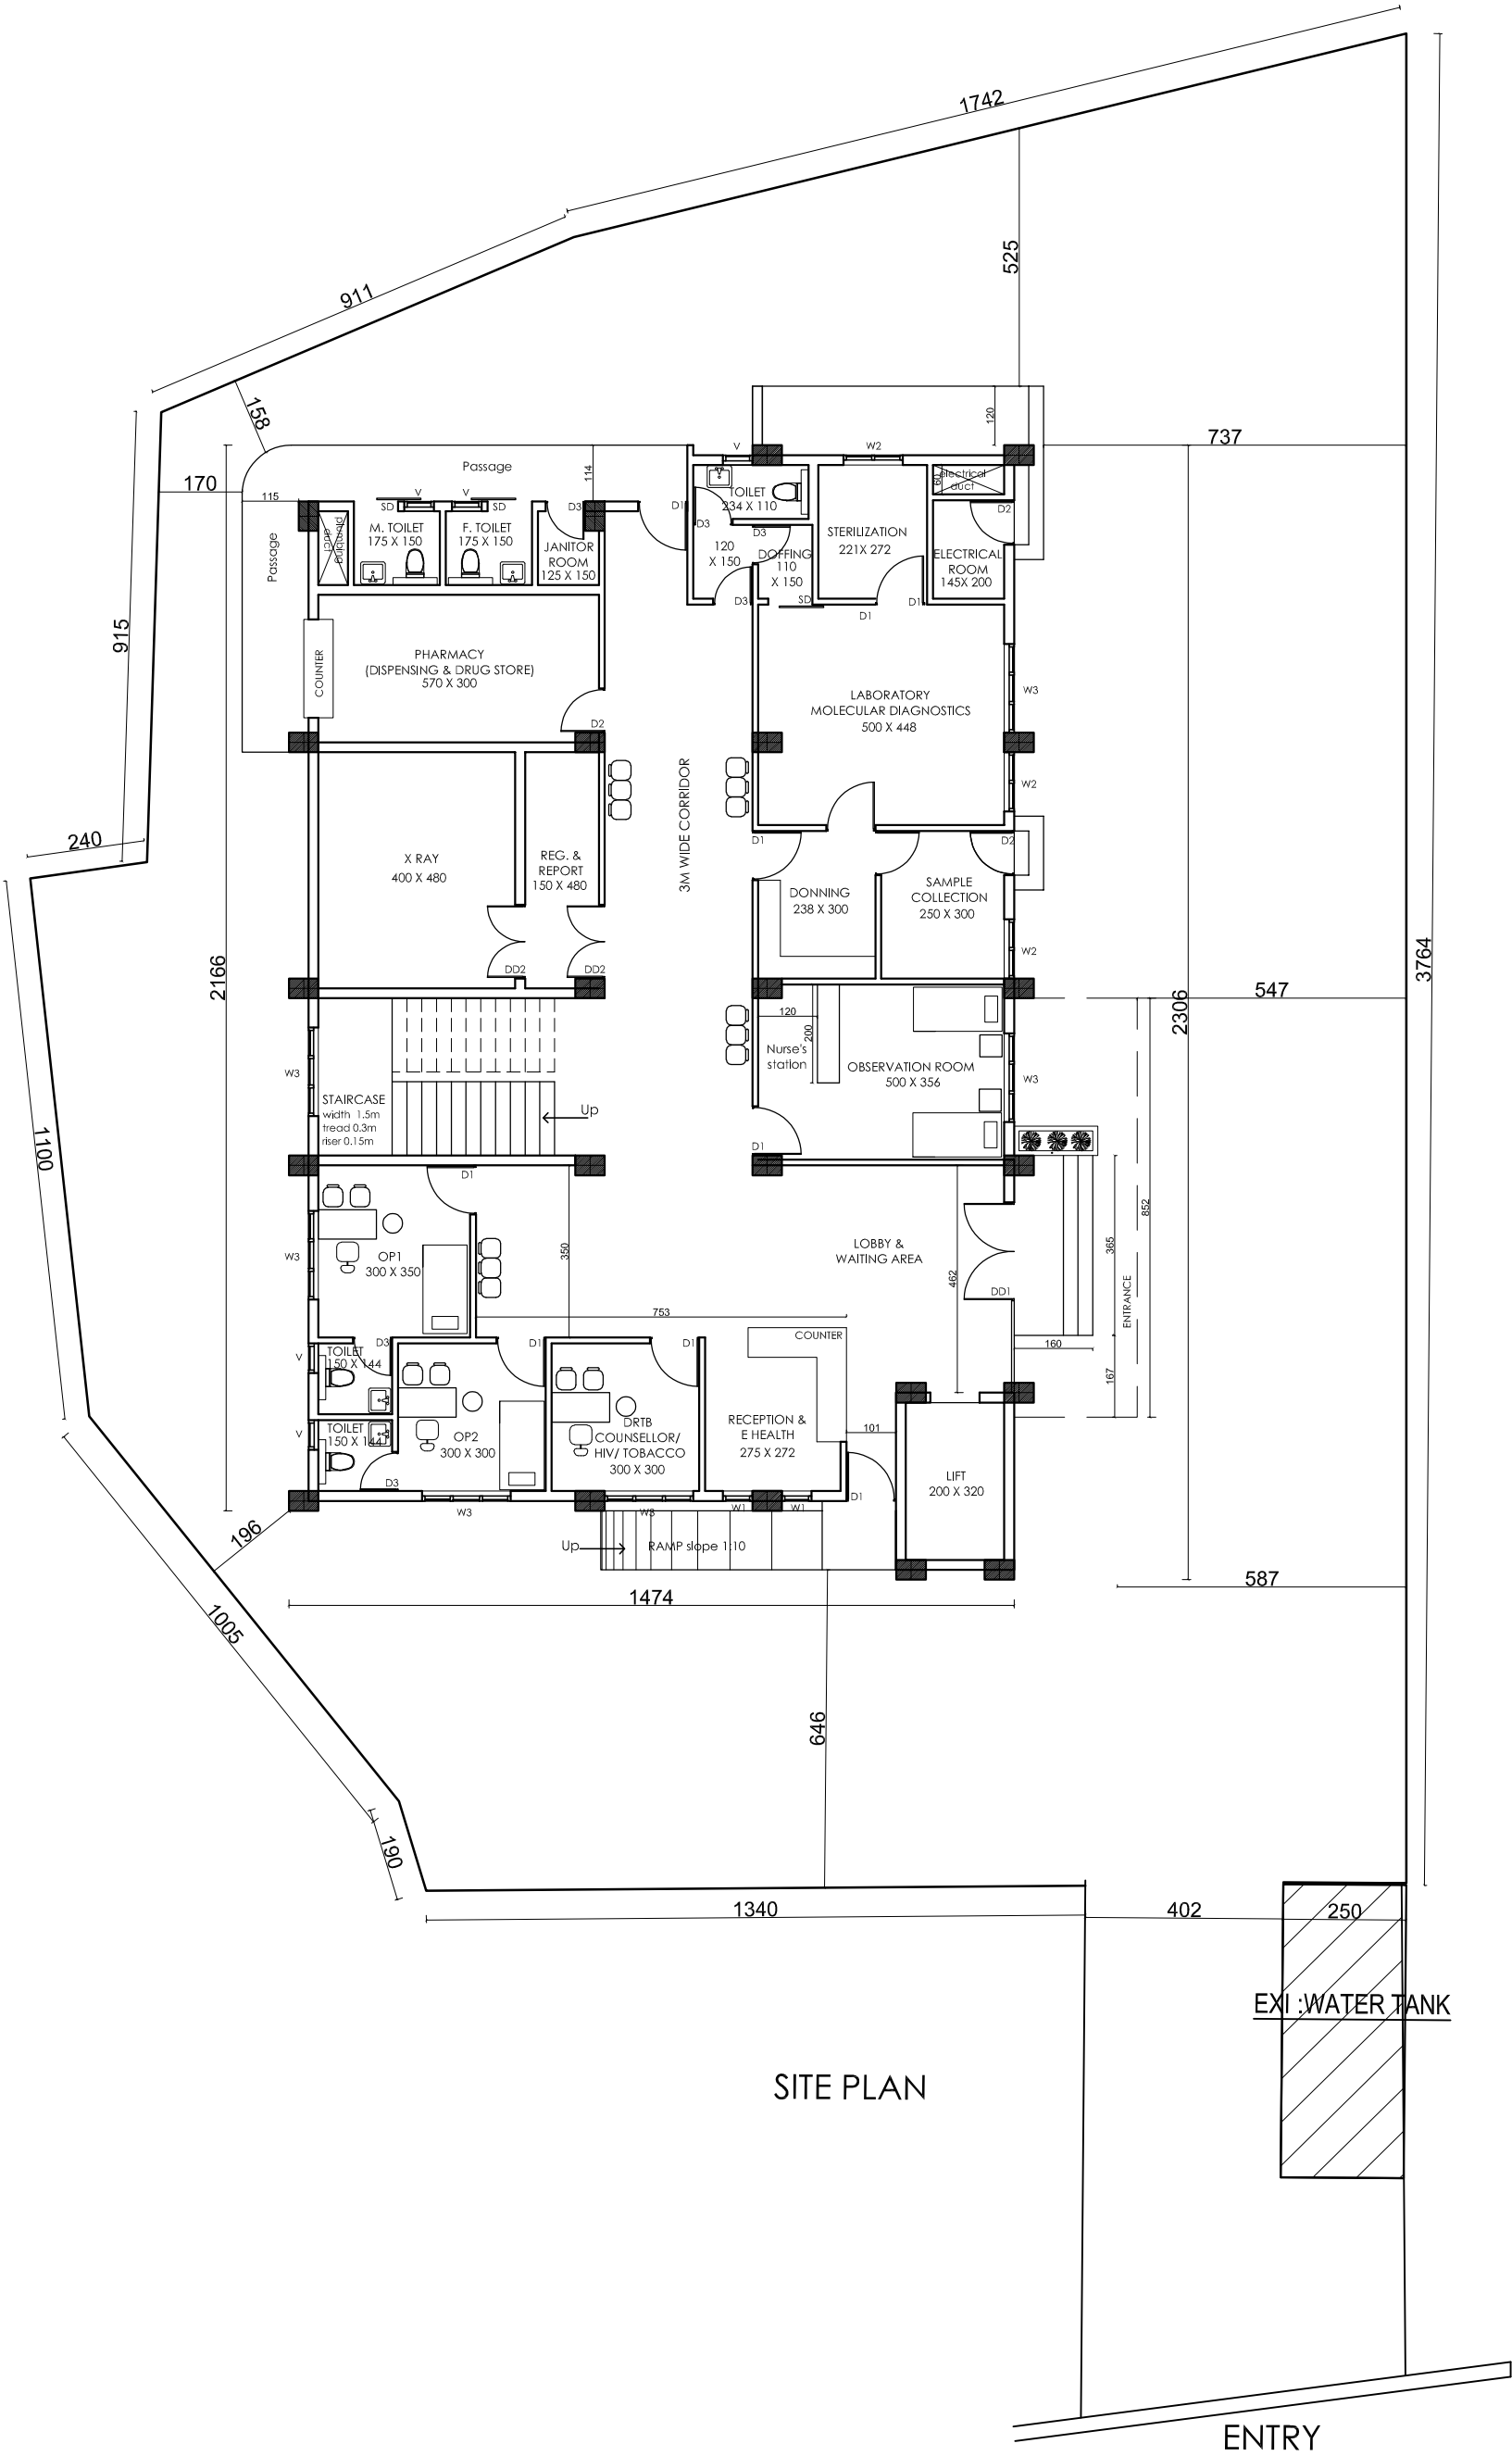 1742
911
525
158
120
737
170
114
115
Passage
Passage
V
V
SD
SD
D3
D1
V
W2
M. TOILET
175 X 150
F. TOILET
175 X 150
plumbing
duct
JANITOR
ROOM
125 X 150
TOILET
234 X 110
D3
D3
120
X 150
DOFFING
110
X 150
D3
SD
STERILIZATION
221X 272
D1
D1
electrical
duct
60
D2
ELECTRICAL
ROOM
145X 200
915
COUNTER
PHARMACY
(DISPENSING & DRUG STORE)
570 X 300
D2
LABORATORY
MOLECULAR DIAGNOSTICS
500 X 448
W3
W2
240
X RAY
400 X 480
REG. &
REPORT
150 X 480
DD2
DD2
3M WIDE CORRIDOR
D1
D2
DONNING
238 X 300
SAMPLE
COLLECTION
250 X 300
W2
2166
3764
547
2306
120
200
Nurse's
station
OBSERVATION ROOM
500 X 356
W3
W3
STAIRCASE
width 1.5m
tread 0.3m
riser 0.15m
Up
D1
1100
D1
OP1
300 X 350
W3
350
LOBBY &
WAITING AREA
462
DD1
365
852
ENTRANCE
160
167
753
COUNTER
D3
D1
D1
V
TOILET
150 X 144
V
TOILET
150 X 144
D3
OP2
300 X 300
DRTB
COUNSELLOR/
HIV/ TOBACCO
300 X 300
RECEPTION &
E HEALTH
275 X 272
101
D1
LIFT
200 X 320
W3
W3
W1
W1
196
Up
RAMP slope 1:10
587
1474
1005
646
190
1340
402
250
EXI :WATER TANK
SITE PLAN
ENTRY